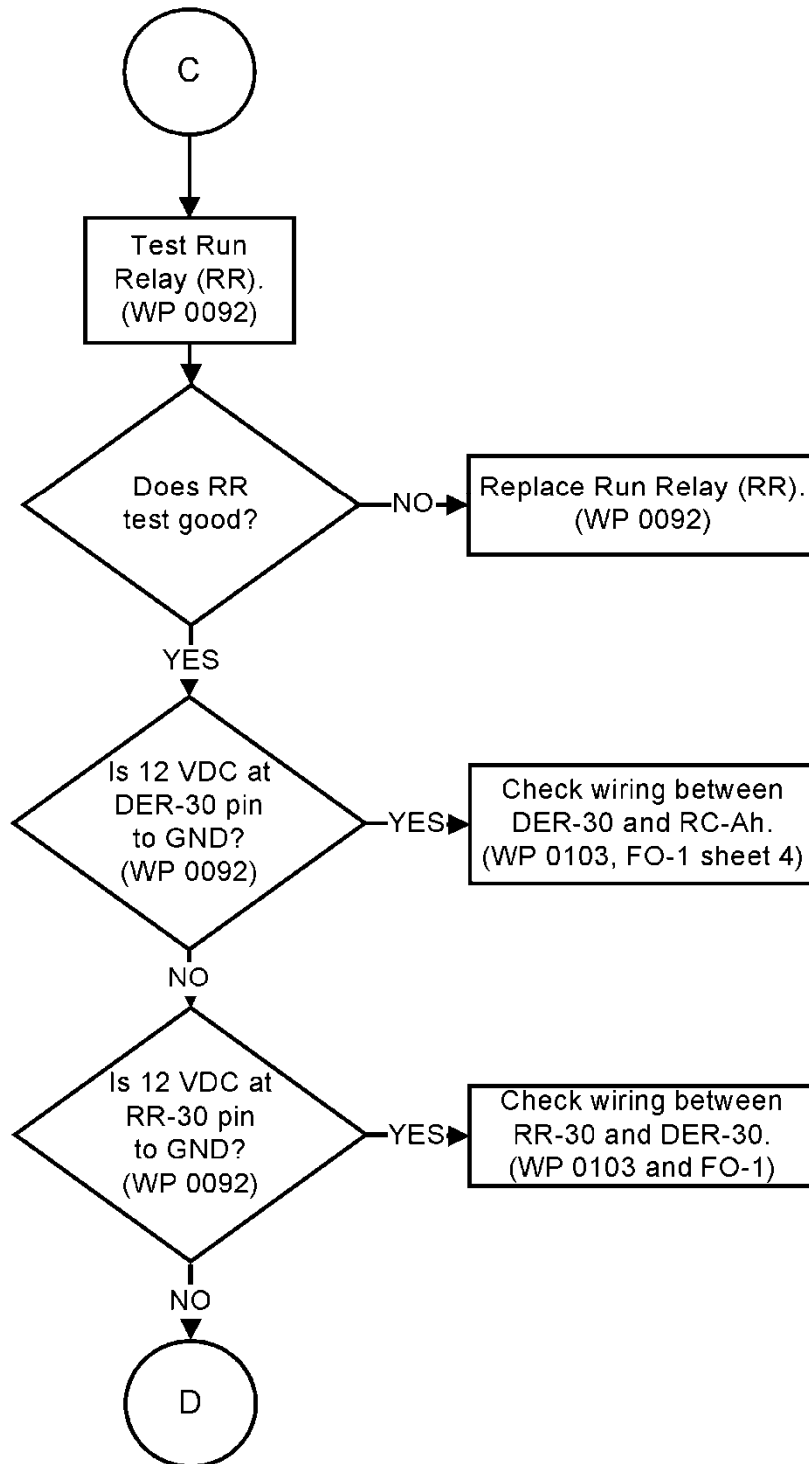 C
Test Run
Relay (RR).
(WP 0092)
Does RR
test good?
NO
Replace Run Relay (RR).
(WP 0092)
YES
Is 12 VDC at
DER-30 pin
to GND?
(WP 0092)
YES
Check wiring between
DER-30 and RC-Ah.
(WP 0103, FO-1 sheet 4)
NO
Is 12 VDC at
RR-30 pin
to GND?
(WP 0092)
YES
Check wiring between
RR-30 and DER-30.
(WP 0103 and FO-1)
NO
D